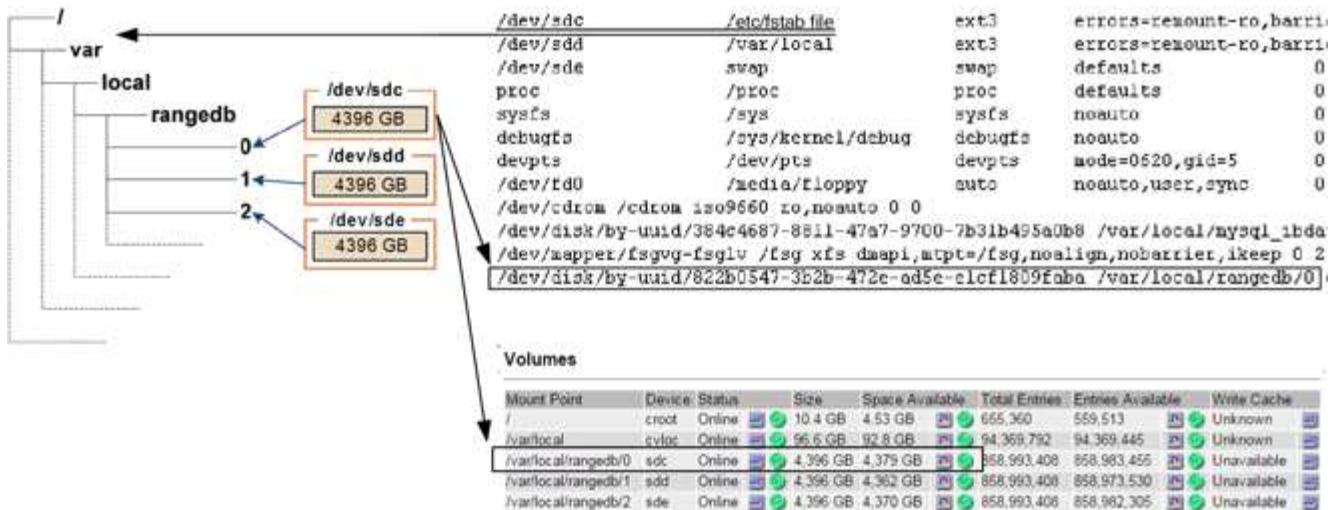 /
var
local
rangedb
0
1
2
/dev/sdc
4396 GB
/dev/sdd
4396 GB
/dev/sde
4396 GB
/dev/sdc /etc/fstab file ext3 errors=remount-ro,barri
/dev/sdd /var/local ext3 errors=remount-ro,barri
/dev/sde swap swap defaults 0
proc /proc proc defaults 0
sysfs /sys sysfs noauto 0
debugfs /sys/kernel/debug debugfs noauto 0
devpts /dev/pts devpts mode=0620,gid=5 0
/dev/fd0 /media/floppy auto noauto,user,sync 0
/dev/cdrom /cdrom iso9660 ro,noauto 0 0
/dev/disk/by-uuid/384c4687-8811-47a7-9700-7b31b495a0b8 /var/local/mysql_ibda
/dev/mapper/fsgvg-fsglv /fsg xfs dmapi,mtpt=/fsg,noalign,nobarrier,ikeep 0 2
/dev/disk/by-uuid/822b0547-3b2b-472e-ad5e-e1cf1809faba /var/local/rangedb/0
Volumes
Mount Point Device Status Size Space Available Total Entries Entries Available Write Cache
/ croot Online 10.4 GB 4.53 GB 655,360 559,513 Unknown
/var/local cvloc Online 96.6 GB 92.8 GB 94,369,792 94,369,445 Unknown
/var/local/rangedb/0 sdc Online 4,396 GB 4,379 GB 858,993,408 858,983,455 Unavailable
/var/local/rangedb/1 sdd Online 4,396 GB 4,362 GB 858,993,408 858,973,530 Unavailable
/var/local/rangedb/2 sde Online 4,396 GB 4,370 GB 858,993,408 858,982,305 Unavailable